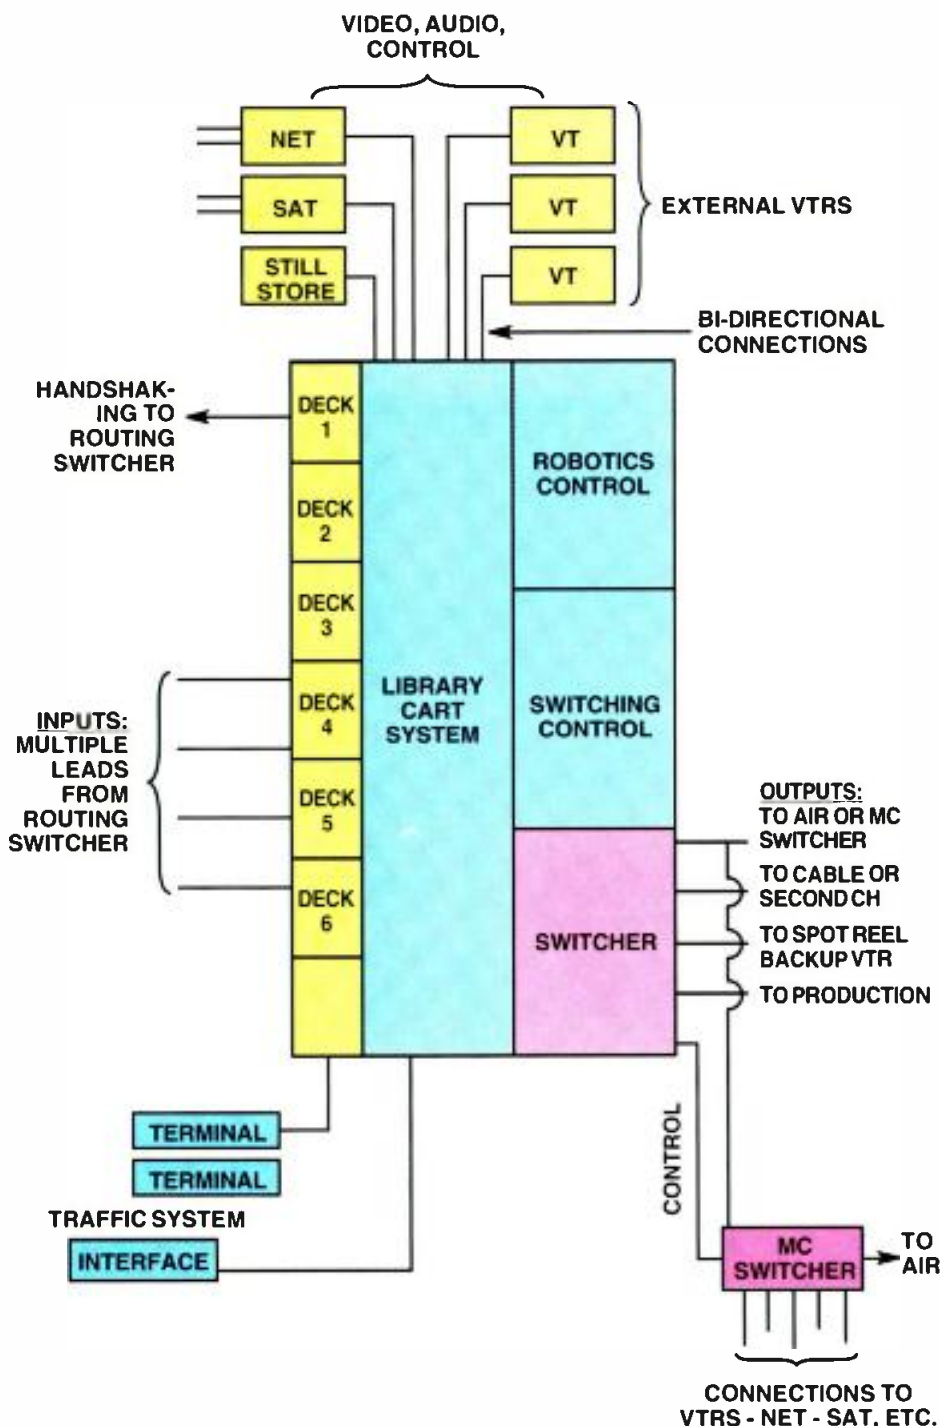 VIDEO, AUDIO,
CONTROL
NET
VT
SAT
VT
EXTERNAL VTRS
STILL
STORE
VT
BI-DIRECTIONAL
CONNECTIONS
HANDSHAK-
ING TO
ROUTING
SWITCHER
DECK
1
DECK
2
DECK
3
DECK
4
DECK
5
DECK
6
LIBRARY
CART
SYSTEM
ROBOTICS
CONTROL
SWITCHING
CONTROL
SWITCHER
INPUTS:
MULTIPLE
LEADS
FROM
ROUTING
SWITCHER
OUTPUTS:
TO AIR OR MC
SWITCHER
TO CABLE OR
SECOND CH
TO SPOT REEL
BACKUP VTR
TO PRODUCTION
TERMINAL
TERMINAL
TRAFFIC SYSTEM
INTERFACE
CONTROL
MC
SWITCHER
TO
AIR
CONNECTIONS TO
VTRS - NET - SAT, ETC.